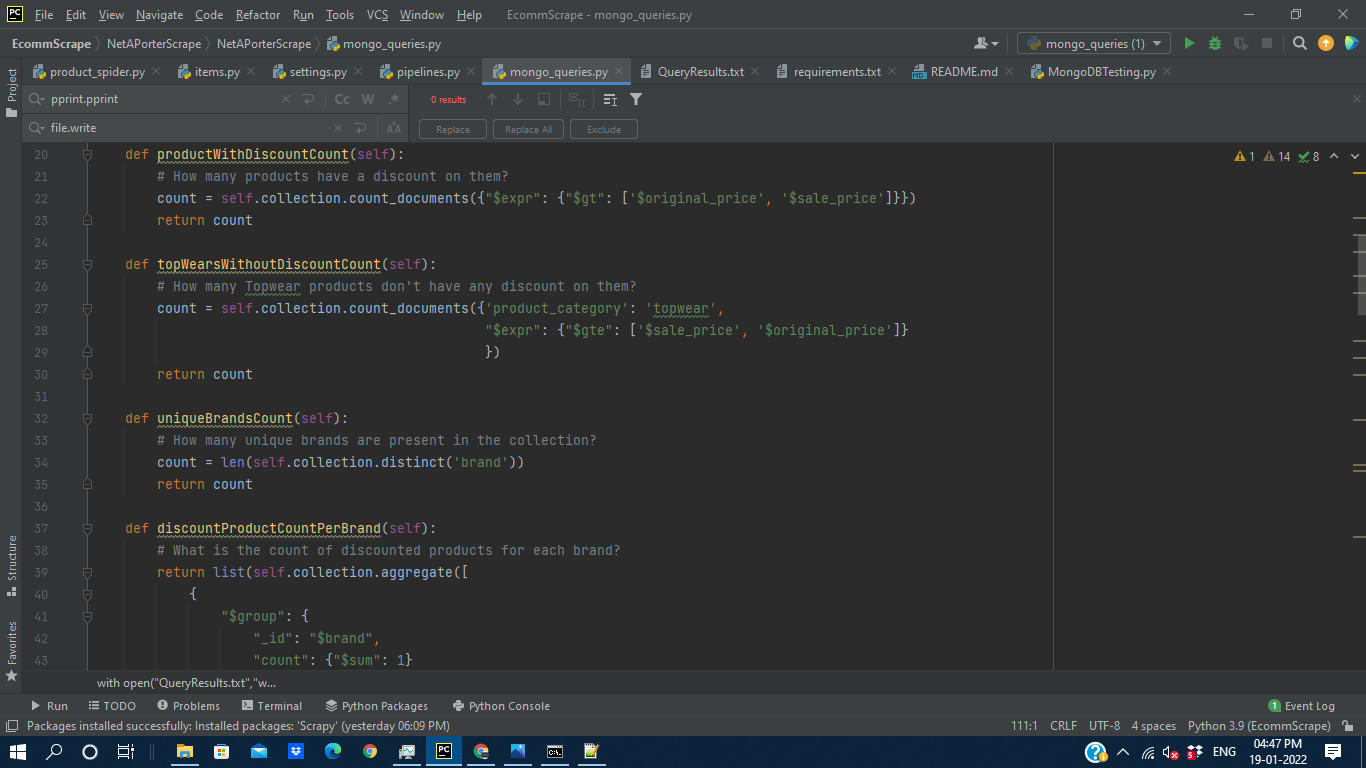 File Edit View Navigate Code Refactor Run Tools VCS Window Help EcommScrape - mongo_queries.py
EcommScrape NetAPorterScrape NetAPorterScrape mongo_queries.py mongo_queries (1)
product_spider.py items.py settings.py pipelines.py mongo_queries.py QueryResults.txt requirements.txt README.md MongoDBTesting.py
Project
pprint.pprint Cc W .* 0 results
file.write Replace Replace All Exclude
1 14 8
20 def productWithDiscountCount(self):
21 # How many products have a discount on them?
22 count = self.collection.count_documents({"$expr": {"$gt": ['$original_price', '$sale_price']}})
23 return count
24
25 def topWearsWithoutDiscountCount(self):
26 # How many Topwear products don't have any discount on them?
27 count = self.collection.count_documents({'product_category': 'topwear',
28 "$expr": {"$gte": ['$sale_price', '$original_price']}
29 })
30 return count
31
32 def uniqueBrandsCount(self):
33 # How many unique brands are present in the collection?
34 count = len(self.collection.distinct('brand'))
35 return count
36
37 def discountProductCountPerBrand(self):
38 # What is the count of discounted products for each brand?
39 return list(self.collection.aggregate([
40 {
41 "$group": {
42 "_id": "$brand",
43 "count": {"$sum": 1}
Structure
Favorites
with open("QueryResults.txt","w...
Run TODO Problems Terminal Python Packages Python Console 1 Event Log
Packages installed successfully: Installed packages: 'Scrapy' (yesterday 06:09 PM) 111:1 CRLF UTF-8 4 spaces Python 3.9 (EcommScrape)
ENG 04:47 PM
19-01-2022